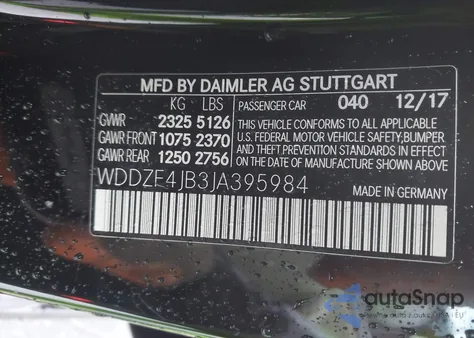 MFD BY DAIMLER AG STUTTGART
KG LBS PASSENGER CAR 040 12/17
GVWR 2325 5126 THIS VEHICLE CONFORMS TO ALL APPLICABLE
GAWR FRONT 1075 2370 U.S. FEDERAL MOTOR VEHICLE SAFETY,BUMPER
AND THEFT PREVENTION STANDARDS IN EFFECT
GAWR REAR 1250 2756 ON THE DATE OF MANUFACTURE SHOWN ABOVE.
WDDZF4JB3JA395984 MADE IN GERMANY
autoSnap